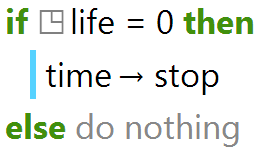 if life = 0 then
time → stop
else do nothing